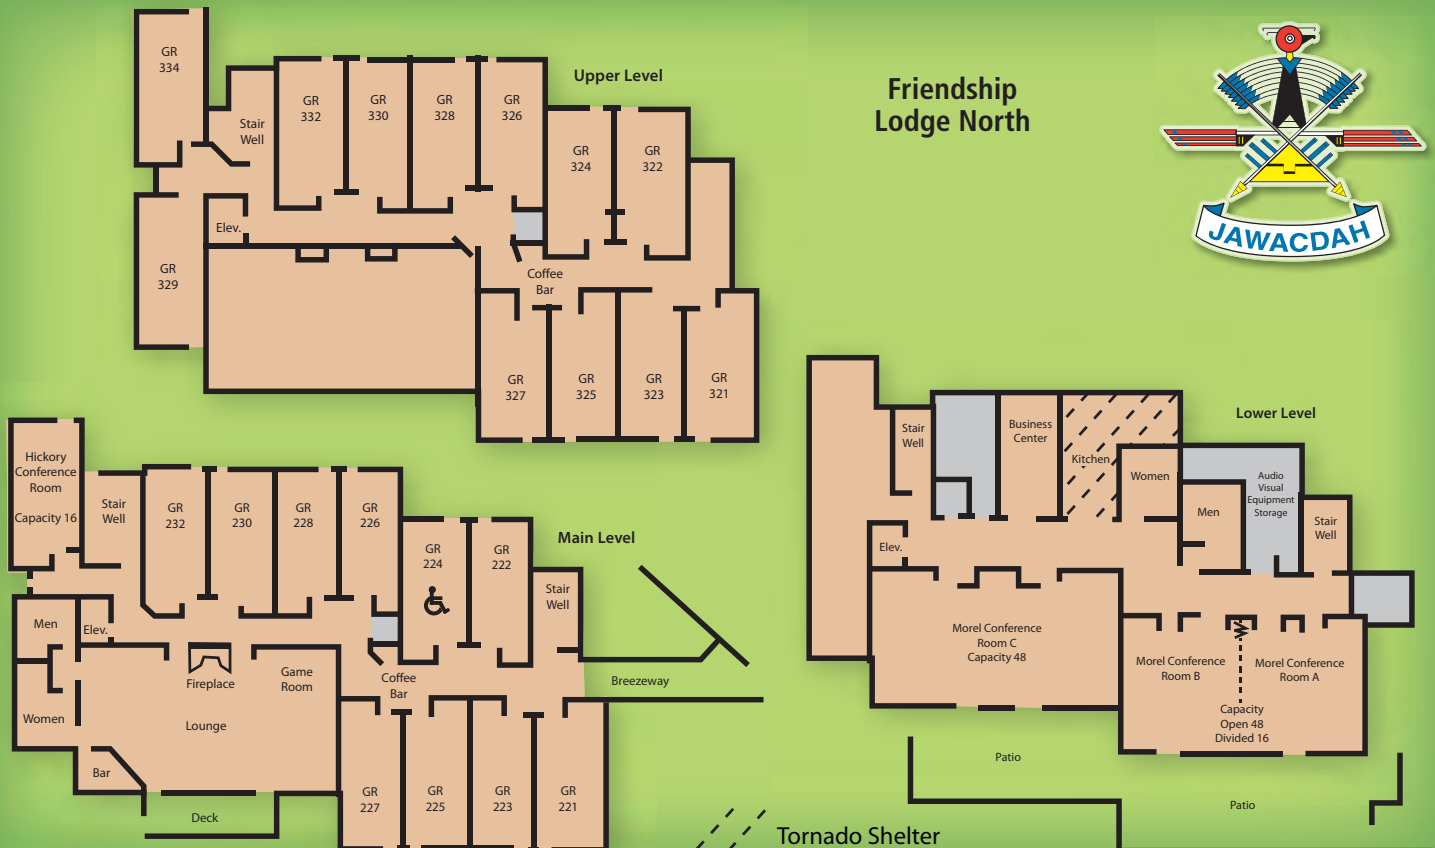 Friendship
Lodge North
JAWACDAH
Upper Level
GR
334
Stair
Well
GR
332
GR
330
GR
328
GR
326
GR
324
GR
322
Elev.
GR
329
Coffee
Bar
GR
327
GR
325
GR
323
GR
321
Main Level
Hickory
Conference
Room
Capacity 16
Stair
Well
GR
232
GR
230
GR
228
GR
226
GR
224
GR
222
Stair
Well
Men
Elev.
Women
Fireplace
Game
Room
Lounge
Bar
Deck
Coffee
Bar
Breezeway
GR
227
GR
225
GR
223
GR
221
Lower Level
Stair
Well
Business
Center
Kitchen
Women
Men
Audio
Visual
Equipment
Storage
Stair
Well
Elev.
Morel Conference
Room C
Capacity 48
Morel Conference
Room B
Morel Conference
Room A
Capacity
Open 48
Divided 16
Patio
Patio
Tornado Shelter